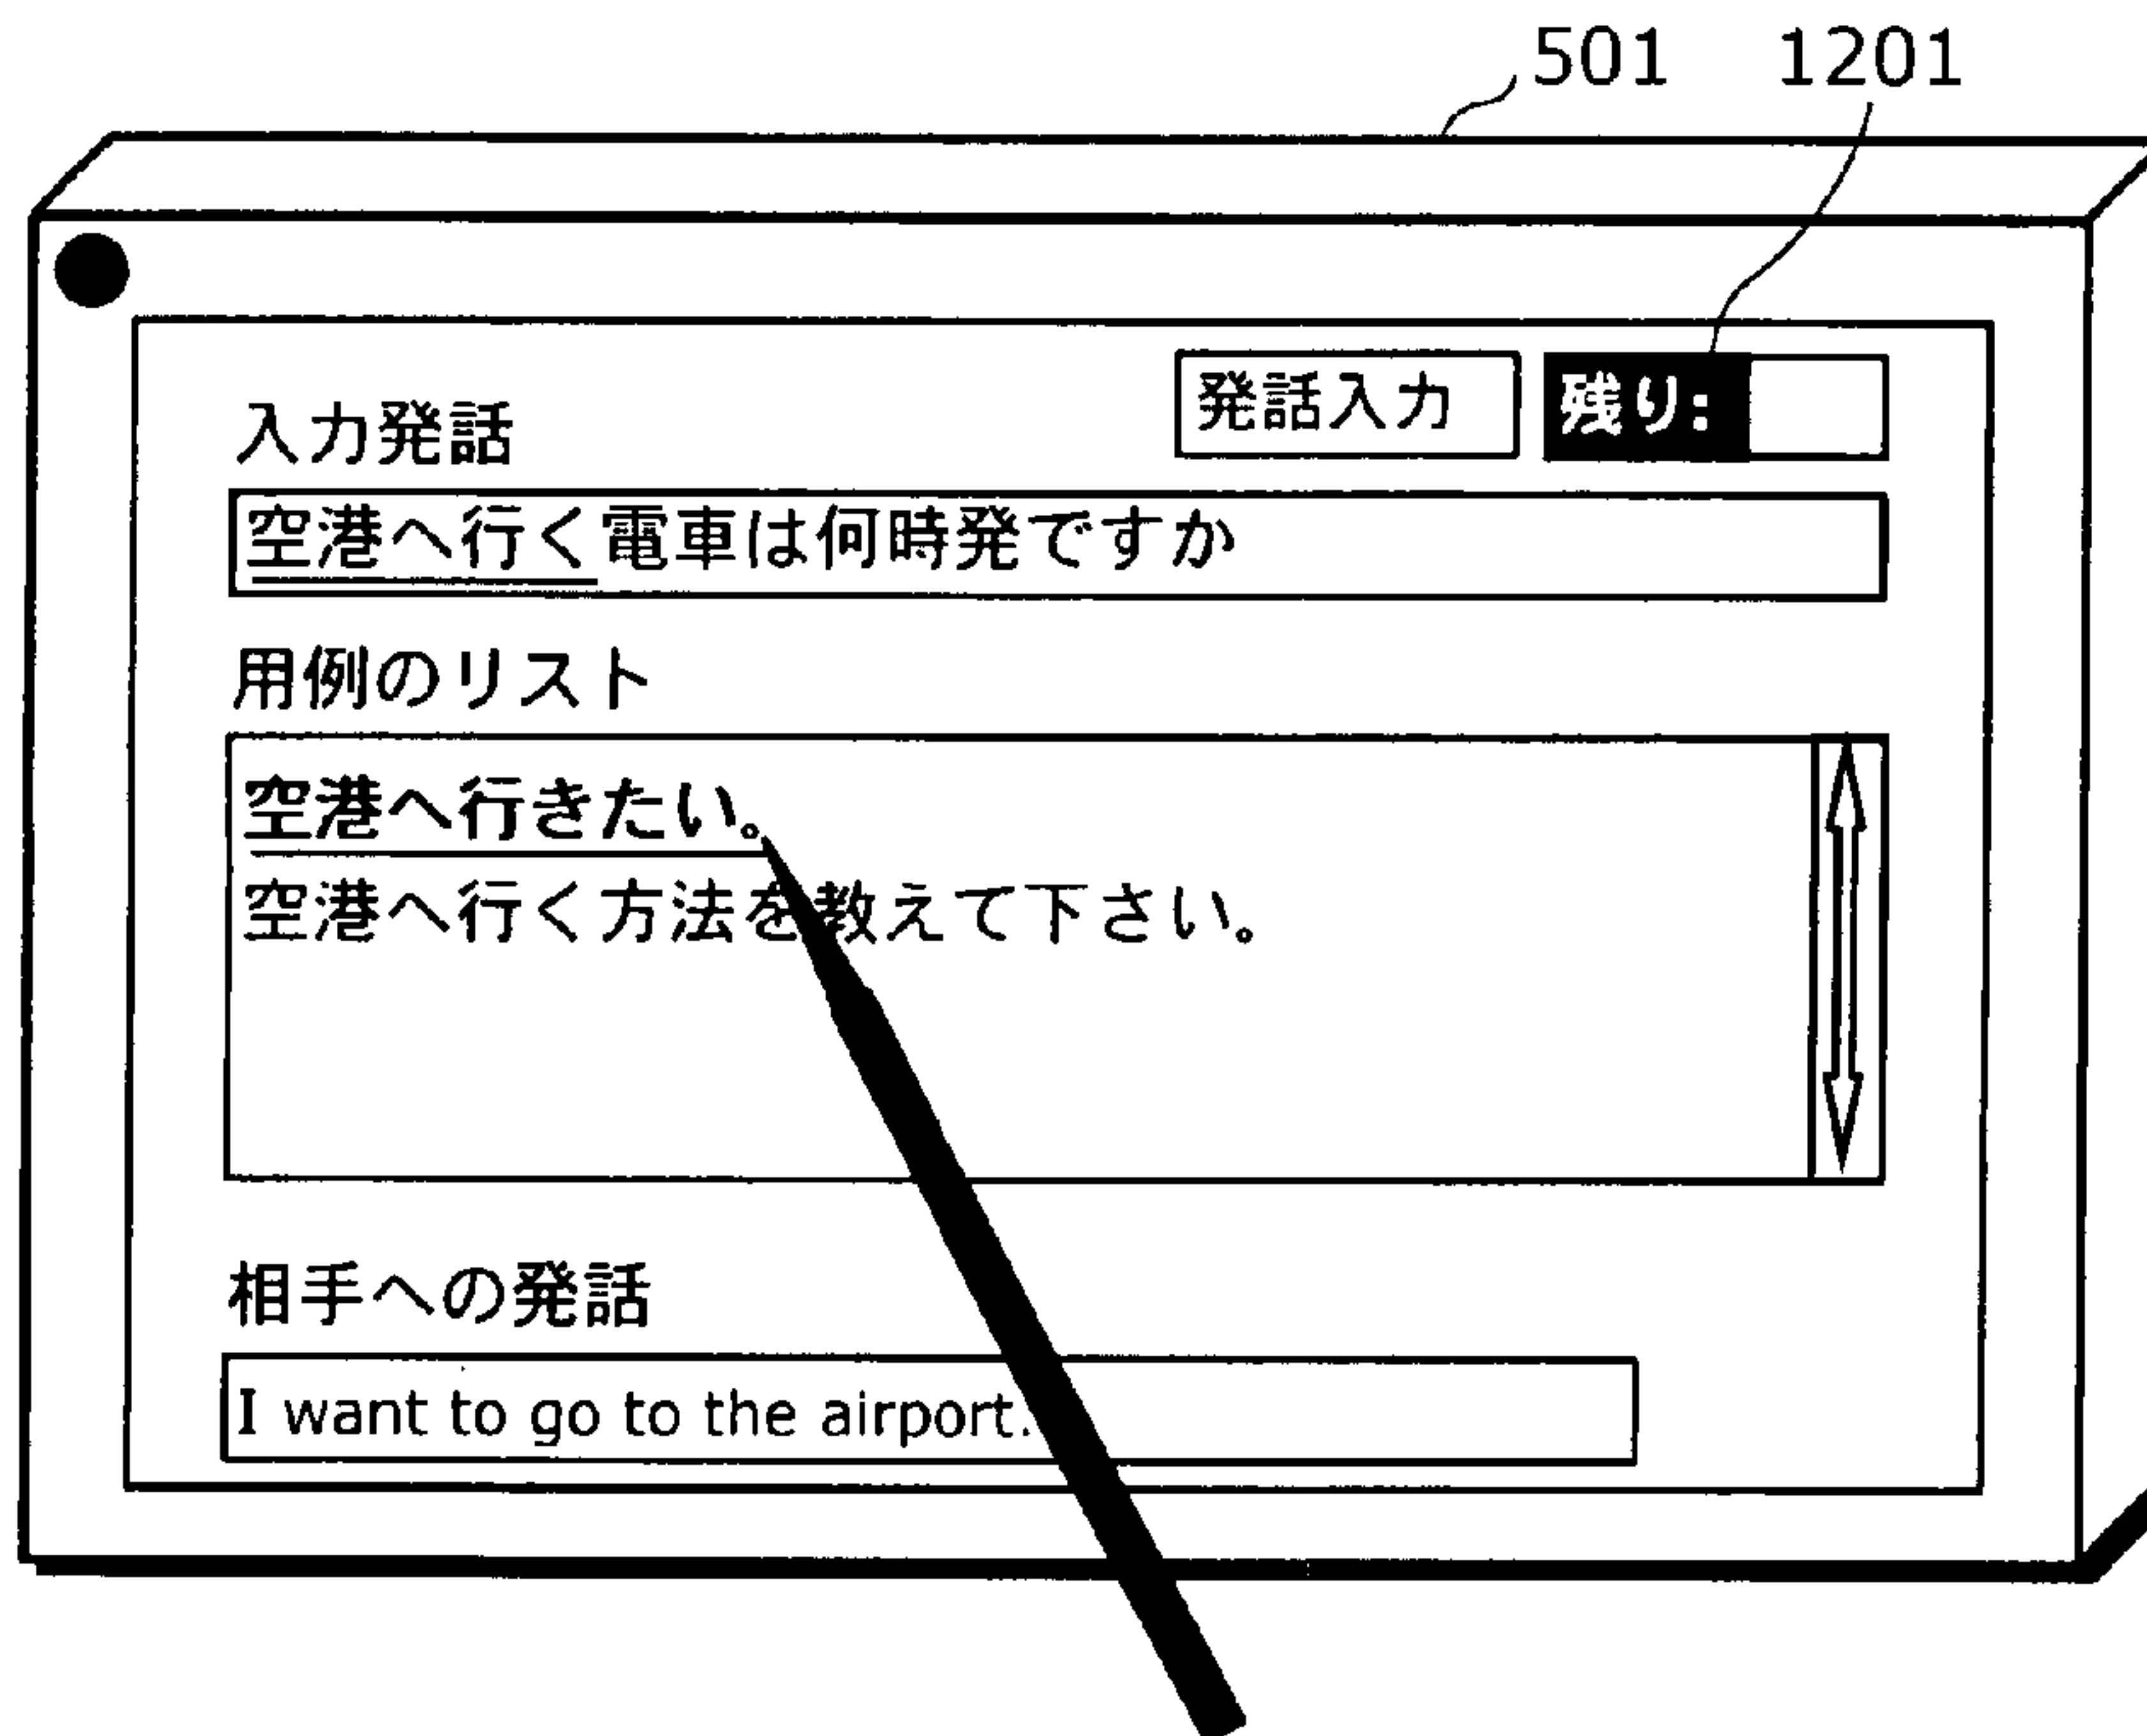 501 1201
発話入力 残り:
入力発話
空港へ行く電車は何時発ですか
用例のリスト
空港へ行きたい。
空港へ行く方法を教えて下さい。
相手への発話
I want to go to the airport.